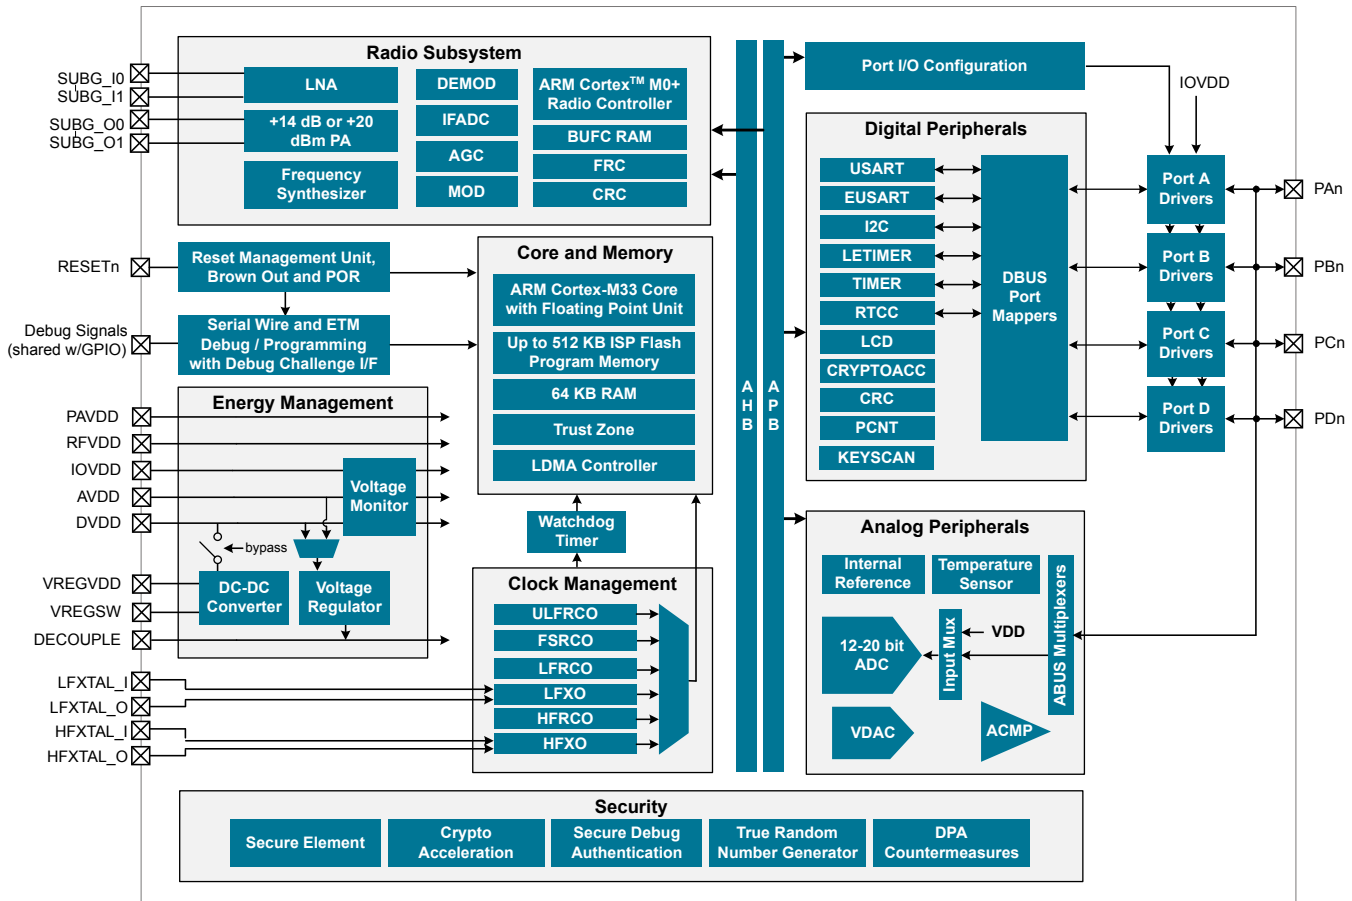 Radio Subsystem
SUBG_I0
SUBG_I1
SUBG_O0
SUBG_O1
LNA
+14 dB or +20
dBm PA
Frequency
Synthesizer
DEMOD
IFADC
AGC
MOD
ARM Cortex™ M0+
Radio Controller
BUFC RAM
FRC
CRC
RESETn
Reset Management Unit,
Brown Out and POR
Debug Signals
(shared w/GPIO)
Serial Wire and ETM
Debug / Programming
with Debug Challenge I/F
Core and Memory
ARM Cortex-M33 Core
with Floating Point Unit
Up to 512 KB ISP Flash
Program Memory
64 KB RAM
Trust Zone
LDMA Controller
Energy Management
PAVDD
RFVDD
IOVDD
AVDD
DVDD
VREGVDD
VREGSW
DECOUPLE
Voltage
Monitor
bypass
DC-DC
Converter
Voltage
Regulator
Watchdog
Timer
Clock Management
ULFRCO
FSRCO
LFRCO
LFXO
HFRCO
HFXO
LFXTAL_I
LFXTAL_O
HFXTAL_I
HFXTAL_O
AHB
APB
Port I/O Configuration
IOVDD
Digital Peripherals
USART
EUSART
I2C
LETIMER
TIMER
RTCC
LCD
CRYPTOACC
CRC
PCNT
KEYSCAN
DBUS
Port
Mappers
Port A
Drivers
Port B
Drivers
Port C
Drivers
Port D
Drivers
PAn
PBn
PCn
PDn
Analog Peripherals
Internal
Reference
Temperature
Sensor
12-20 bit
ADC
Input Mux
VDD
ABUS Multiplexers
VDAC
ACMP
Security
Secure Element
Crypto
Acceleration
Secure Debug
Authentication
True Random
Number Generator
DPA
Countermeasures